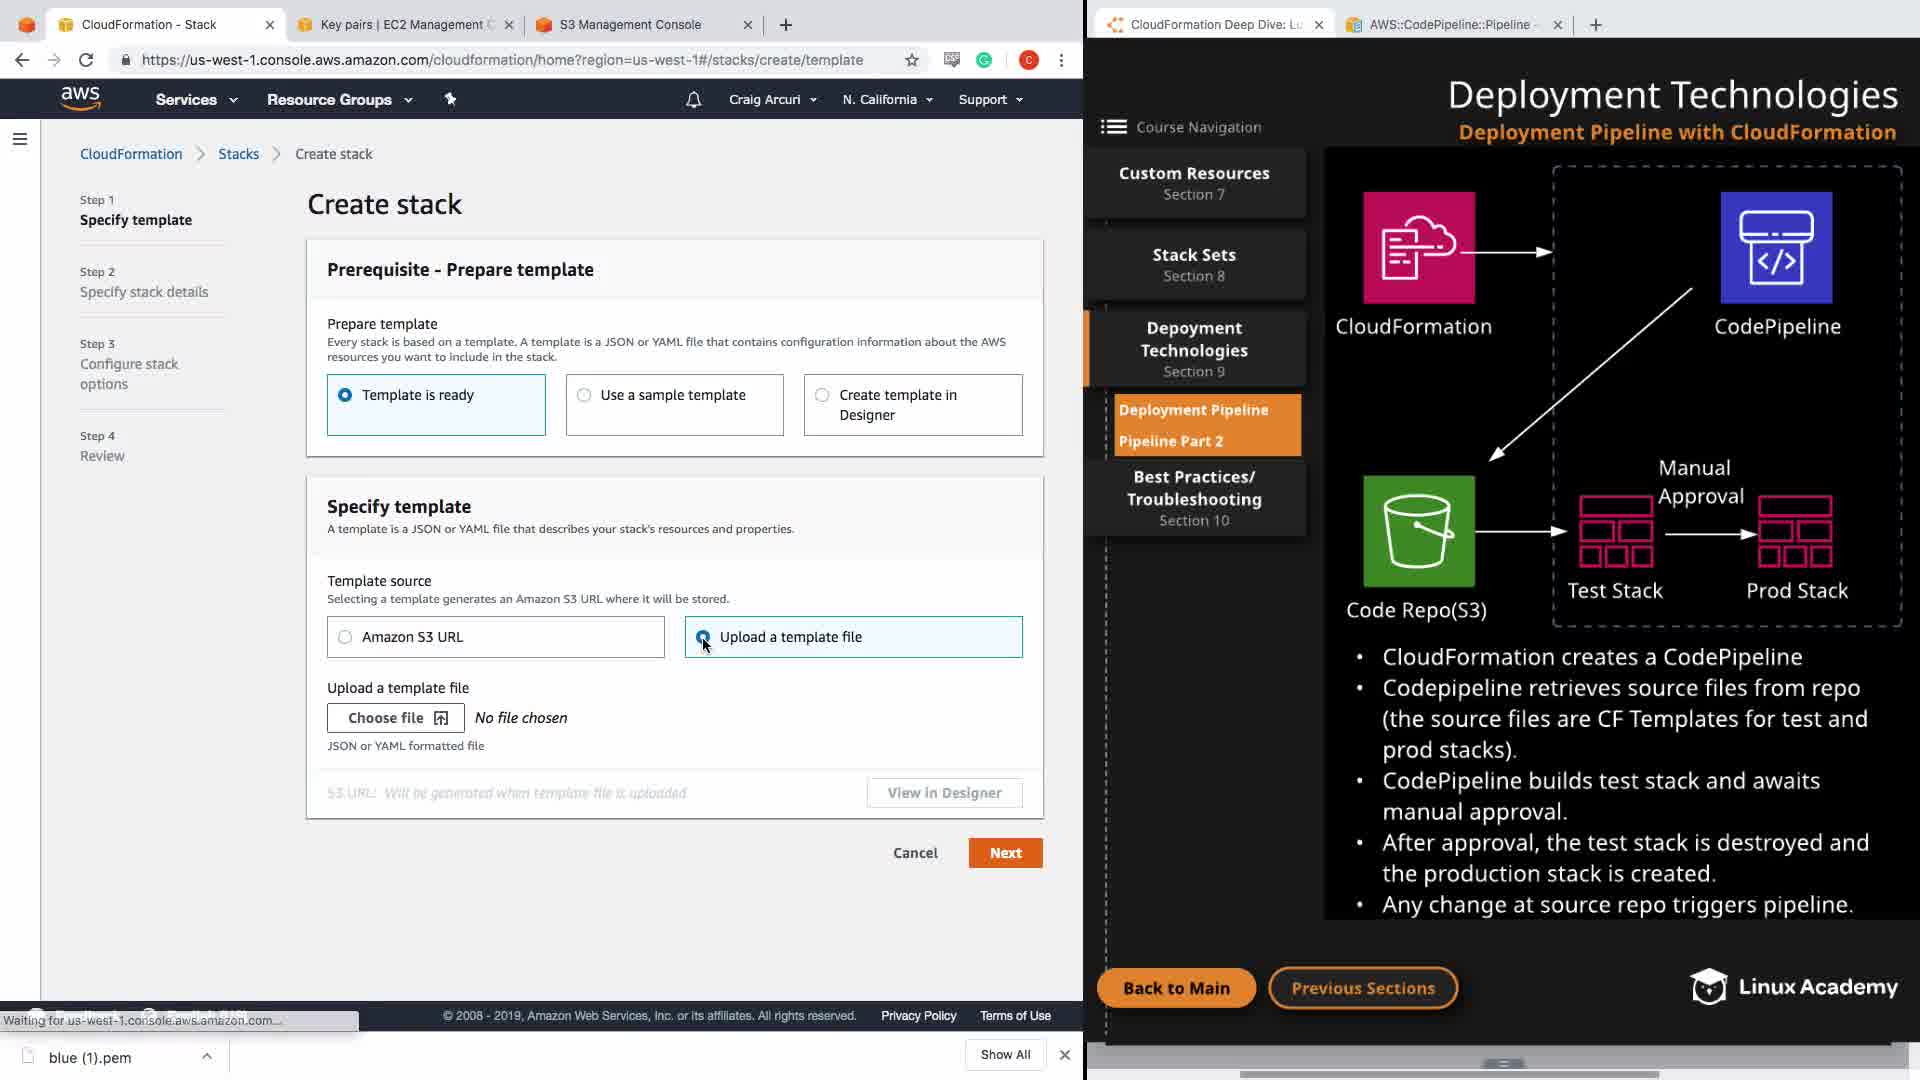 CloudFormation - Stack
Key pairs | EC2 Management C
S3 Management Console
https://us-west-1.console.aws.amazon.com/cloudformation/home?region=us-west-1#/stacks/create/template
C
aws
Services
Resource Groups
Craig Arcuri
N. California
Support
CloudFormation
Stacks
Create stack
Step 1
Specify template
Step 2
Specify stack details
Step 3
Configure stack
options
Step 4
Review
Create stack
Prerequisite - Prepare template
Prepare template
Every stack is based on a template. A template is a JSON or YAML file that contains configuration information about the AWS
resources you want to include in the stack.
Template is ready
Use a sample template
Create template in
Designer
Specify template
A template is a JSON or YAML file that describes your stack's resources and properties.
Template source
Selecting a template generates an Amazon S3 URL where it will be stored.
Amazon S3 URL
Upload a template file
Upload a template file
Choose file
No file chosen
JSON or YAML formatted file
S3 URL: Will be generated when template file is uploaded
View in Designer
Cancel
Next
Waiting for us-west-1.console.aws.amazon.com...
© 2008 - 2019, Amazon Web Services, Inc. or its affiliates. All rights reserved.
Privacy Policy
Terms of Use
blue (1).pem
Show All
CloudFormation Deep Dive: Lu
AWS::CodePipeline::Pipeline -
Deployment Technologies
Deployment Pipeline with CloudFormation
Course Navigation
Custom Resources
Section 7
Stack Sets
Section 8
Depoyment
Technologies
Section 9
Deployment Pipeline
Pipeline Part 2
Best Practices/
Troubleshooting
Section 10
CloudFormation
CodePipeline
Manual
Approval
Code Repo(S3)
Test Stack
Prod Stack
• CloudFormation creates a CodePipeline
• Codepipeline retrieves source files from repo
(the source files are CF Templates for test and
prod stacks).
• CodePipeline builds test stack and awaits
manual approval.
• After approval, the test stack is destroyed and
the production stack is created.
• Any change at source repo triggers pipeline.
Back to Main
Previous Sections
Linux Academy